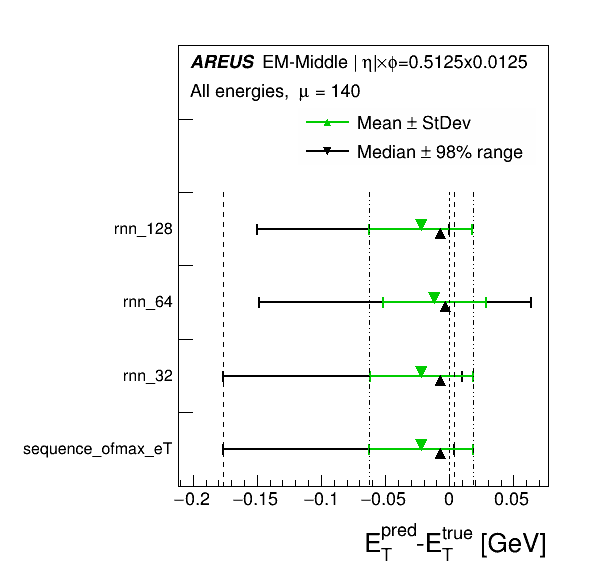 AREUS EM-Middle |η|×ϕ=0.5125x0.0125
All energies, μ = 140
Mean ± StDev
Median ± 98% range
rnn_128
rnn_64
rnn_32
sequence_ofmax_eT
−0.2 −0.15 −0.1 −0.05 0 0.05
E_T^pred-E_T^true [GeV]